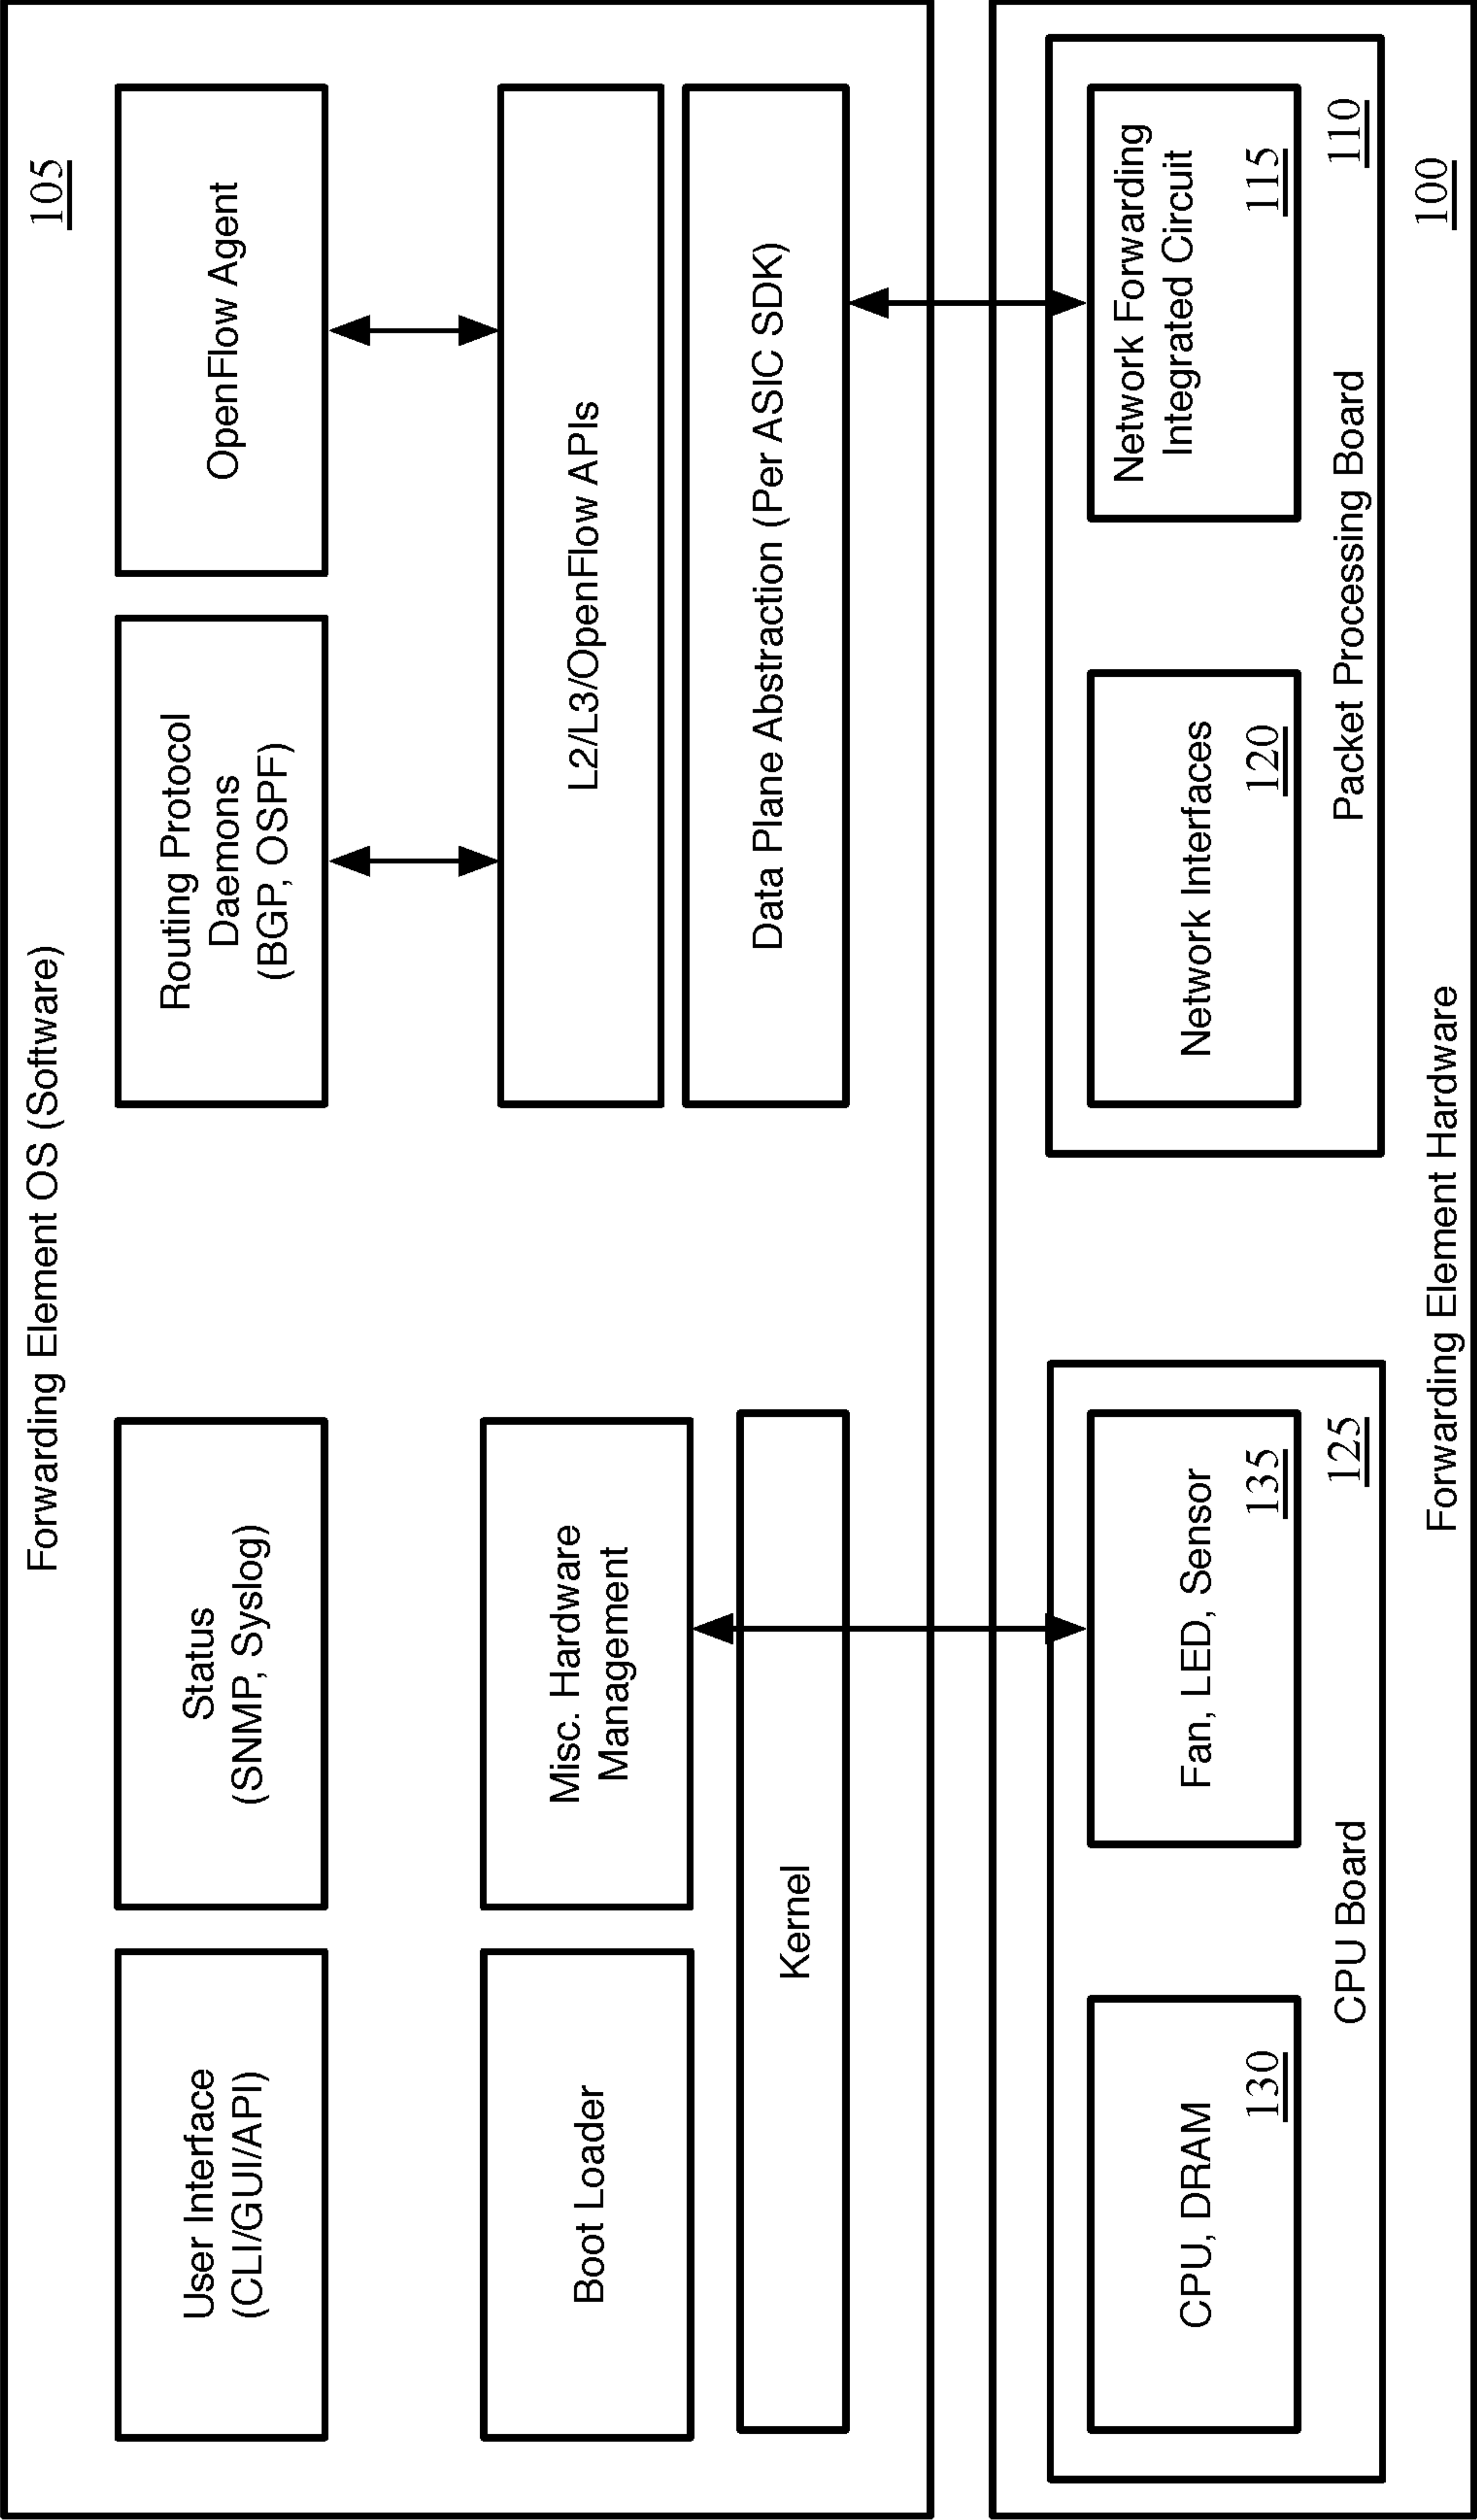 Forwarding Element OS (Software)
105
User Interface
(CLI/GUI/API)
Status
(SNMP, Syslog)
Routing Protocol
Daemons
(BGP, OSPF)
OpenFlow Agent
Boot Loader
Misc. Hardware
Management
L2/L3/OpenFlow APIs
Kernel
Data Plane Abstraction (Per ASIC SDK)
CPU, DRAM
130
Fan, LED, Sensor
135
CPU Board
125
Network Interfaces
120
Network Forwarding
Integrated Circuit
115
Packet Processing Board
110
Forwarding Element Hardware
100